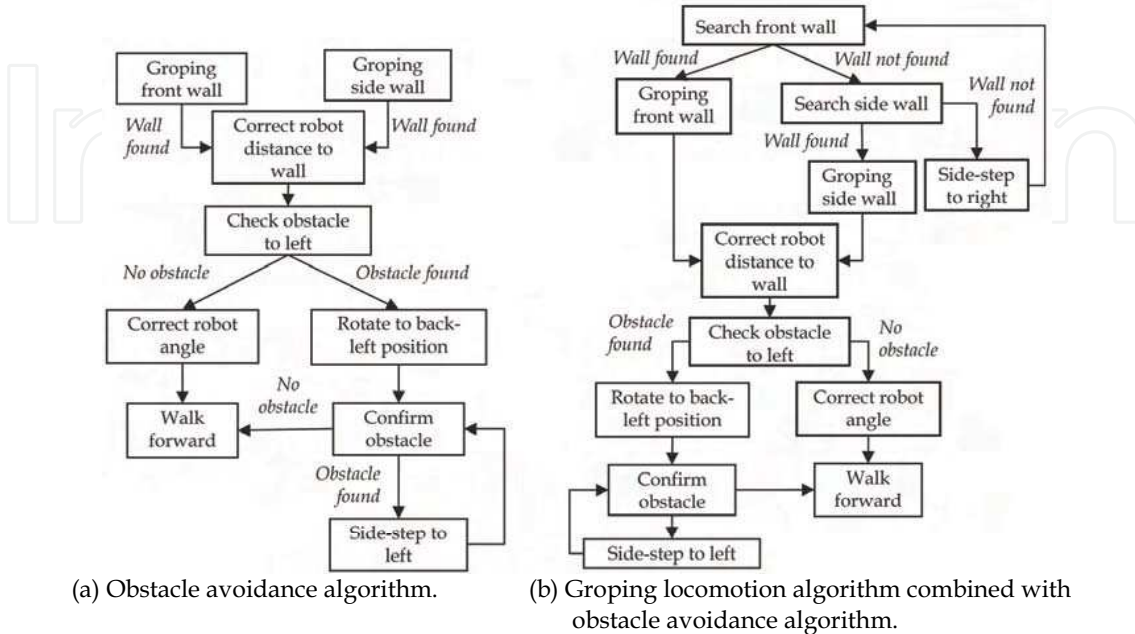 Groping
front wall
Groping
side wall
Wall
found
Correct robot
distance to
wall
Wall found
Check obstacle
to left
No obstacle
Obstacle found
Correct robot
angle
Rotate to back-
left position
No
obstacle
Walk
forward
Confirm
obstacle
Obstacle
found
Side-step to
left
(a) Obstacle avoidance algorithm.
Search front wall
Wall found
Wall not found
Groping
front wall
Search side wall
Wall not
found
Wall found
Groping
side wall
Side-step
to right
Correct robot
distance to
wall
Obstacle
found
Check obstacle
to left
No
obstacle
Rotate to back-
left position
Correct robot
angle
Confirm
obstacle
Walk
forward
Side-step to left
(b) Groping locomotion algorithm combined with
obstacle avoidance algorithm.